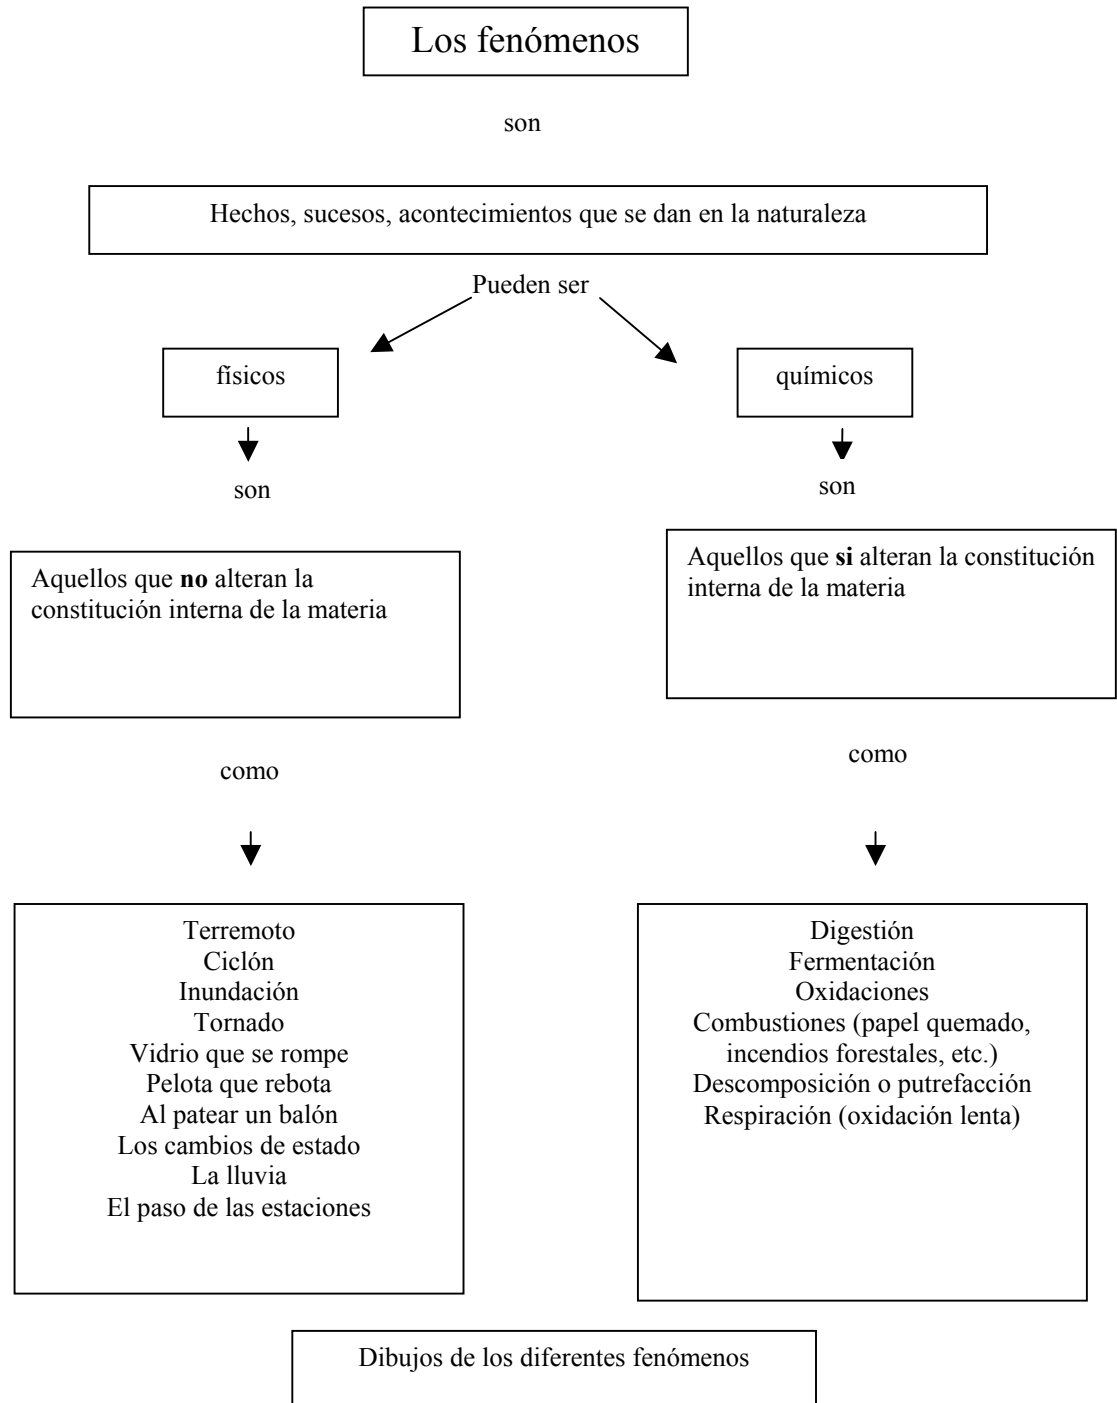 Los fenómenos
son
Hechos, sucesos, acontecimientos que se dan en la naturaleza
Pueden ser
físicos
químicos
son
son
Aquellos que no alteran la
constitución interna de la materia
Aquellos que si alteran la constitución
interna de la materia
como
como
Terremoto
Ciclón
Inundación
Tornado
Vidrio que se rompe
Pelota que rebota
Al patear un balón
Los cambios de estado
La lluvia
El paso de las estaciones
Digestión
Fermentación
Oxidaciones
Combustiones (papel quemado,
incendios forestales, etc.)
Descomposición o putrefacción
Respiración (oxidación lenta)
Dibujos de los diferentes fenómenos